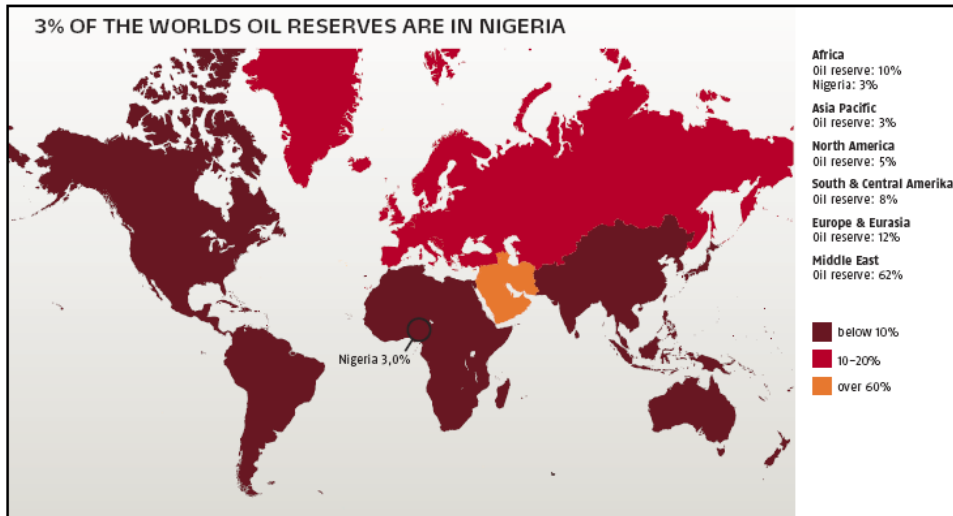 3% OF THE WORLDS OIL RESERVES ARE IN NIGERIA
Africa
Oil reserve: 10%
Nigeria: 3%
Asia Pacific
Oil reserve: 3%
North America
Oil reserve: 5%
South & Central Amerika
Oil reserve: 8%
Europe & Eurasia
Oil reserve: 12%
Middle East
Oil reserve: 62%
below 10%
10–20%
over 60%
Nigeria 3,0%